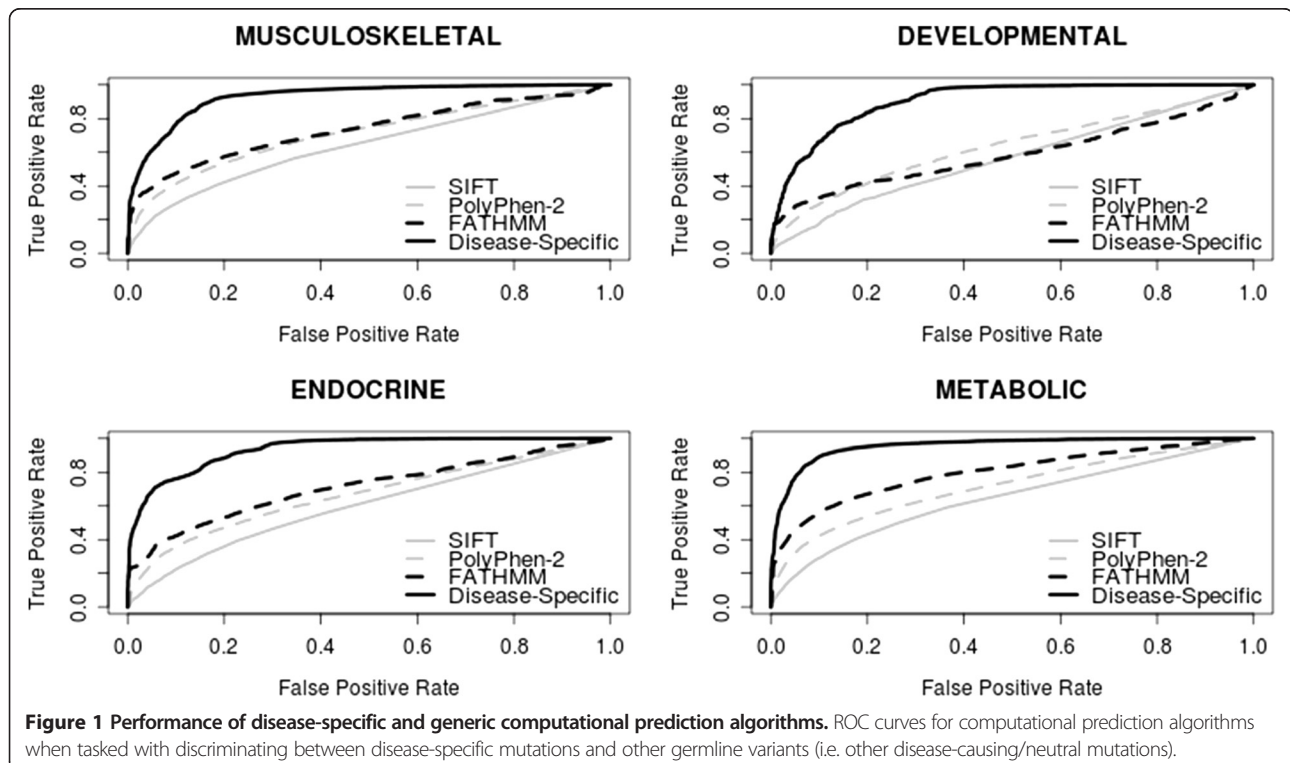 MUSCULOSKELETAL
True Positive Rate
0.0 0.4 0.8
SIFT
PolyPhen-2
FATHMM
Disease-Specific
0.0 0.2 0.4 0.6 0.8 1.0
False Positive Rate
DEVELOPMENTAL
True Positive Rate
0.0 0.4 0.8
SIFT
PolyPhen-2
FATHMM
Disease-Specific
0.0 0.2 0.4 0.6 0.8 1.0
False Positive Rate
ENDOCRINE
True Positive Rate
0.0 0.4 0.8
SIFT
PolyPhen-2
FATHMM
Disease-Specific
0.0 0.2 0.4 0.6 0.8 1.0
False Positive Rate
METABOLIC
True Positive Rate
0.0 0.4 0.8
SIFT
PolyPhen-2
FATHMM
Disease-Specific
0.0 0.2 0.4 0.6 0.8 1.0
False Positive Rate
Figure 1 Performance of disease-specific and generic computational prediction algorithms. ROC curves for computational prediction algorithms
when tasked with discriminating between disease-specific mutations and other germline variants (i.e. other disease-causing/neutral mutations).